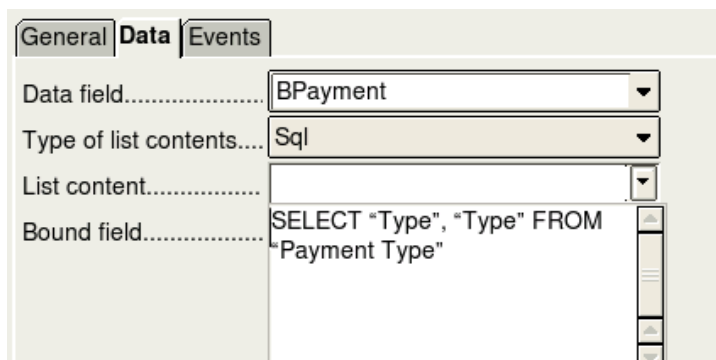 General Data Events
Data field..................... BPayment
Type of list contents.... Sql
List content.................
Bound field.................. SELECT “Type”, “Type” FROM
“Payment Type”